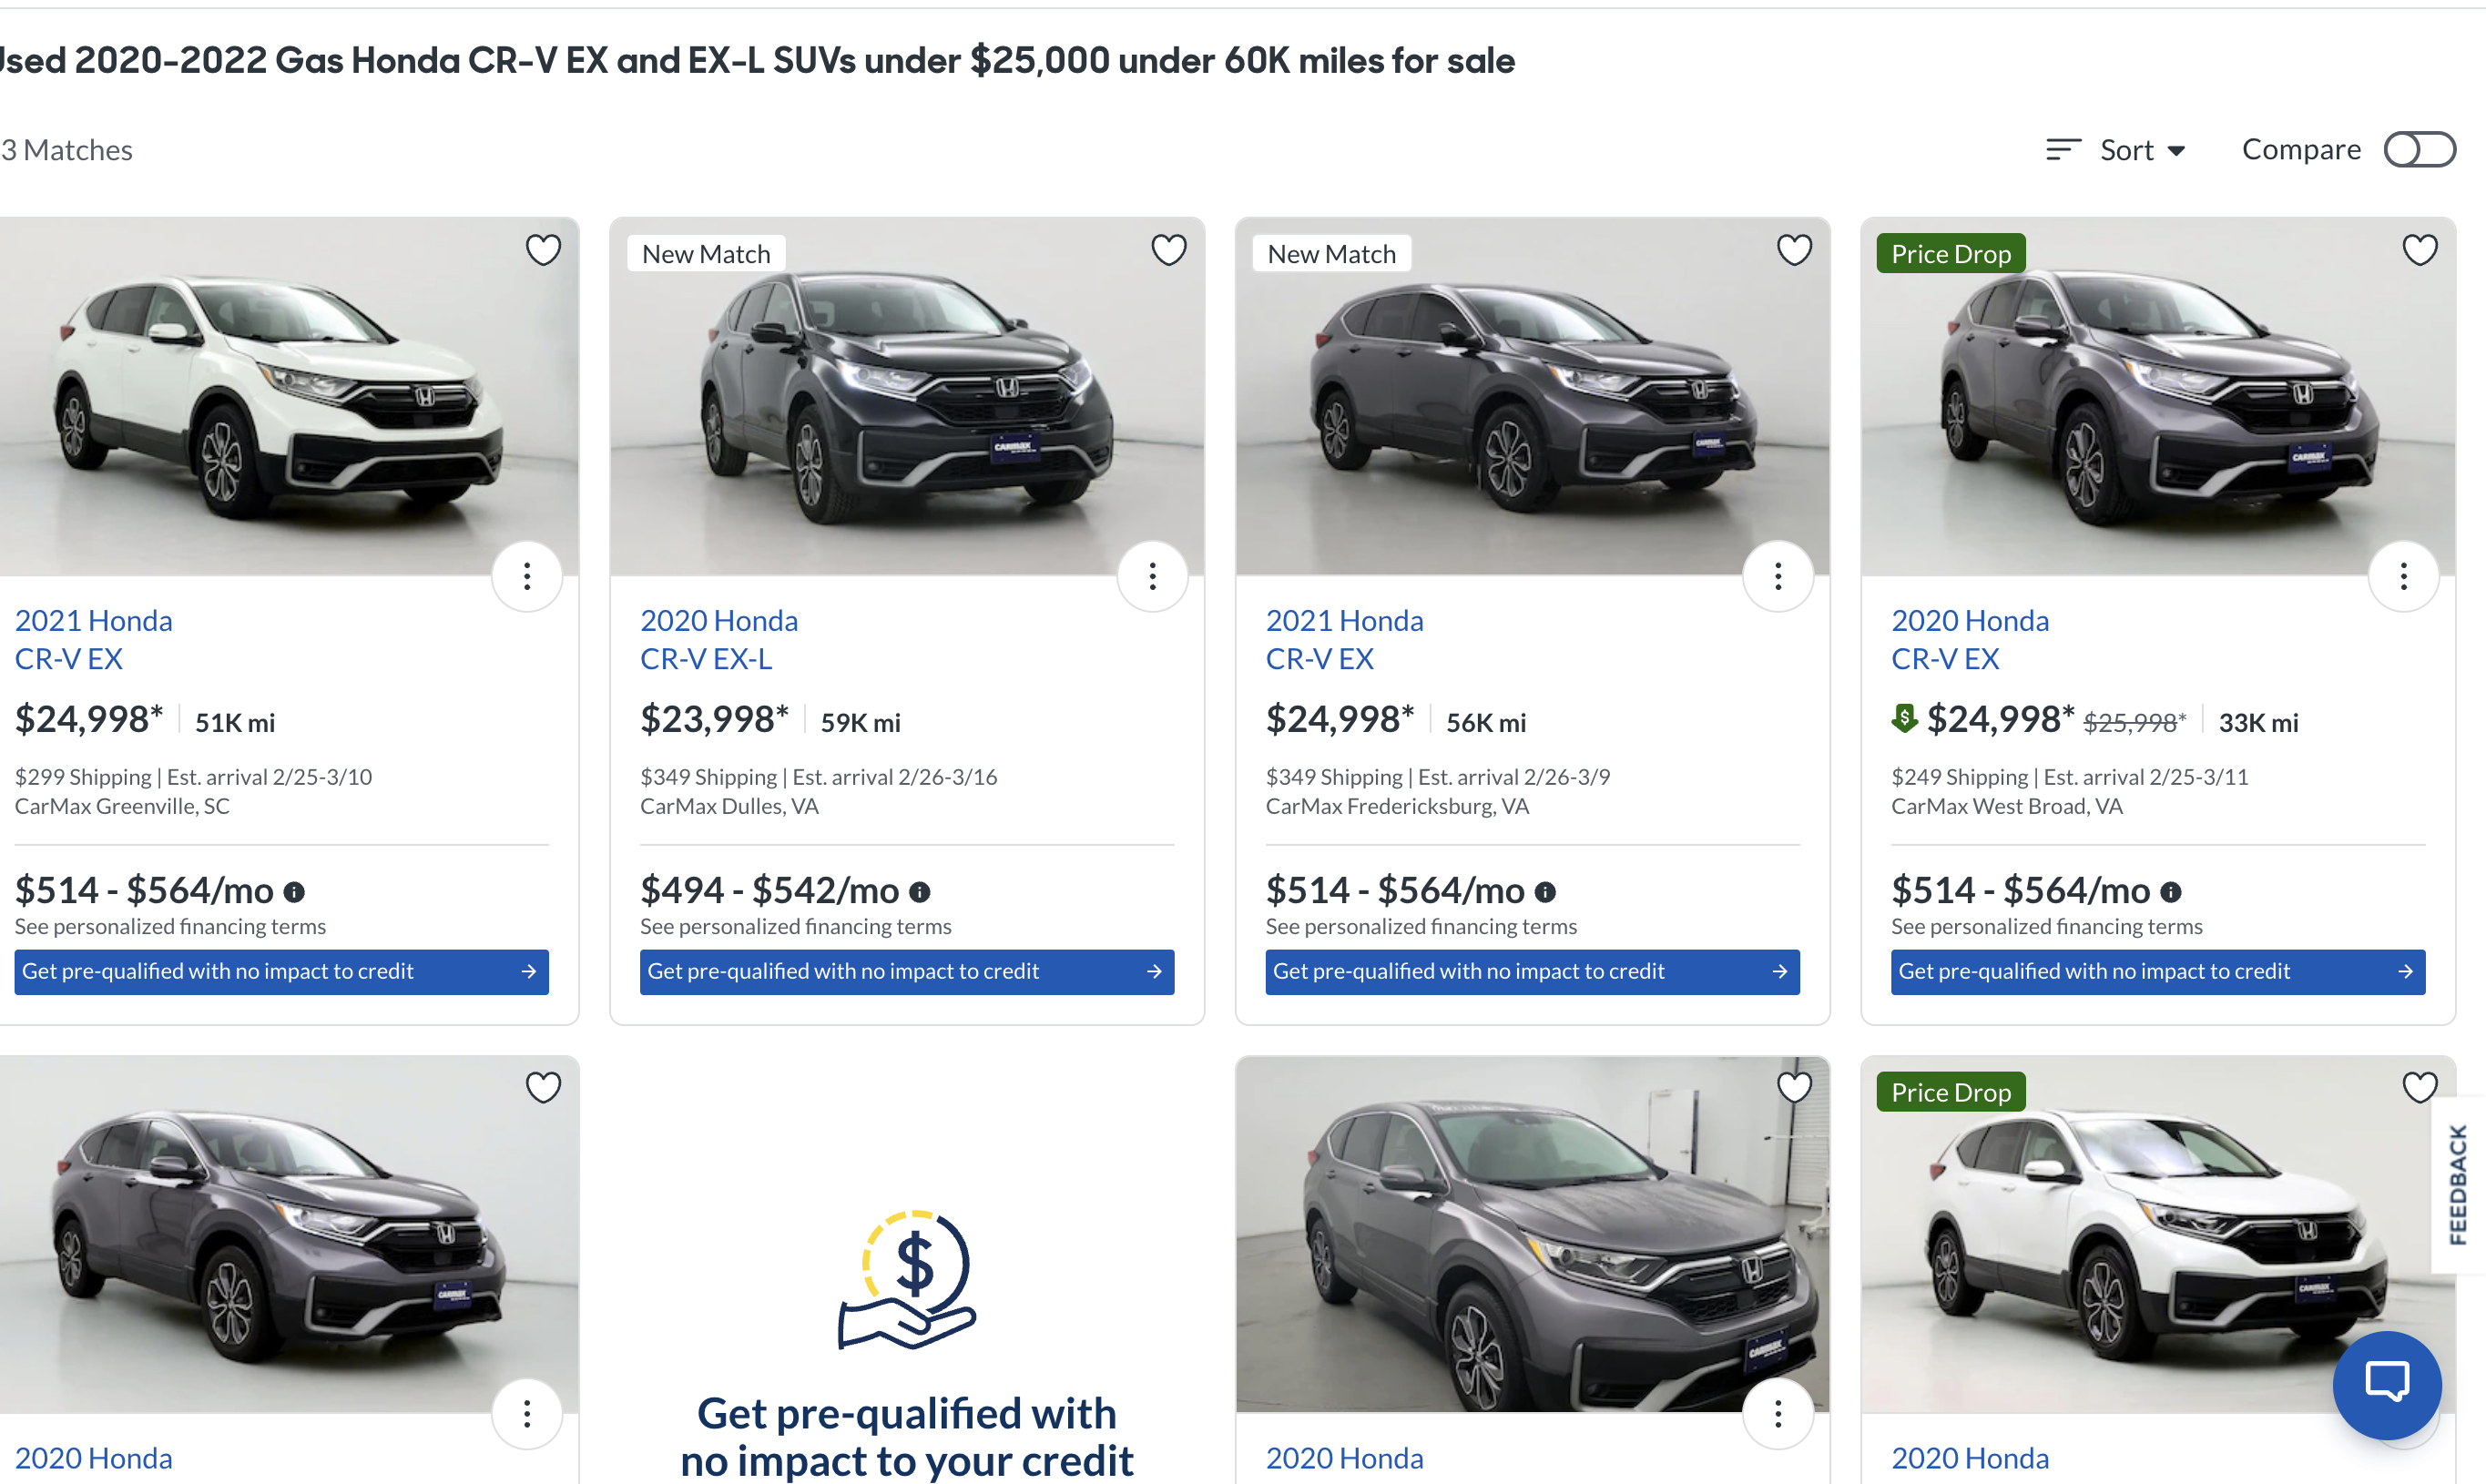 Used 2020-2022 Gas Honda CR-V EX and EX-L SUVs under $25,000 under 60K miles for sale
3 Matches
Sort
Compare
New Match
New Match
Price Drop
CARMAX
CARMAX
CARMAX
2021 Honda
CR-V EX
$24,998*
51K mi
$299 Shipping | Est. arrival 2/25-3/10
CarMax Greenville, SC
$514 - $564/mo
See personalized financing terms
Get pre-qualified with no impact to credit
2020 Honda
CR-V EX-L
$23,998*
59K mi
$349 Shipping | Est. arrival 2/26-3/16
CarMax Dulles, VA
$494 - $542/mo
See personalized financing terms
Get pre-qualified with no impact to credit
2021 Honda
CR-V EX
$24,998*
56K mi
$349 Shipping | Est. arrival 2/26-3/9
CarMax Fredericksburg, VA
$514 - $564/mo
See personalized financing terms
Get pre-qualified with no impact to credit
2020 Honda
CR-V EX
$24,998* $25,998*
33K mi
$249 Shipping | Est. arrival 2/25-3/11
CarMax West Broad, VA
$514 - $564/mo
See personalized financing terms
Get pre-qualified with no impact to credit
CARMAX
2020 Honda
$
Get pre-qualified with
no impact to your credit
CARMAX
2020 Honda
Price Drop
CARMAX
2020 Honda
FEEDBACK